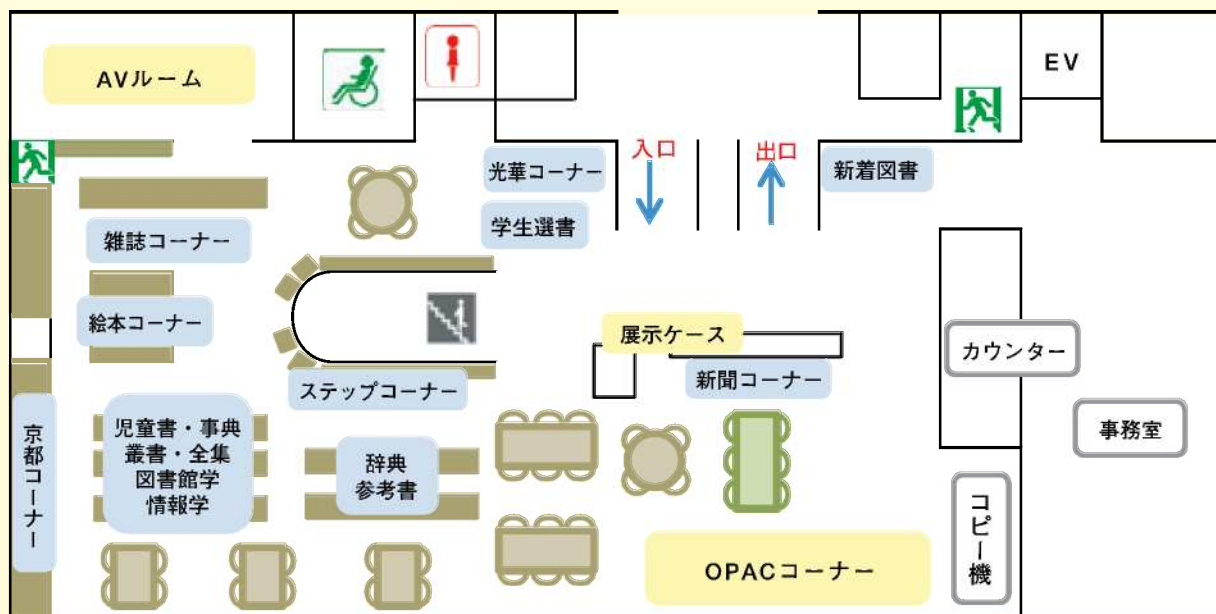 AVルーム
EV
入口
出口
光華コーナー
新着図書
学生選書
雑誌コーナー
絵本コーナー
展示ケース
カウンター
新聞コーナー
ステップコーナー
京都コーナー
児童書・事典
叢書・全集
図書館学
情報学
辞典
参考書
事務室
コピー機
OPACコーナー